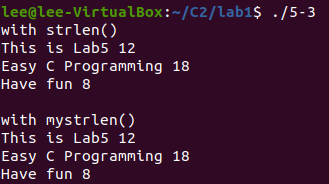 lee@lee-VirtualBox:~/C2/lab1$ ./5-3
with strlen()
This is Lab5 12
Easy C Programming 18
Have fun 8

with mystrlen()
This is Lab5 12
Easy C Programming 18
Have fun 8